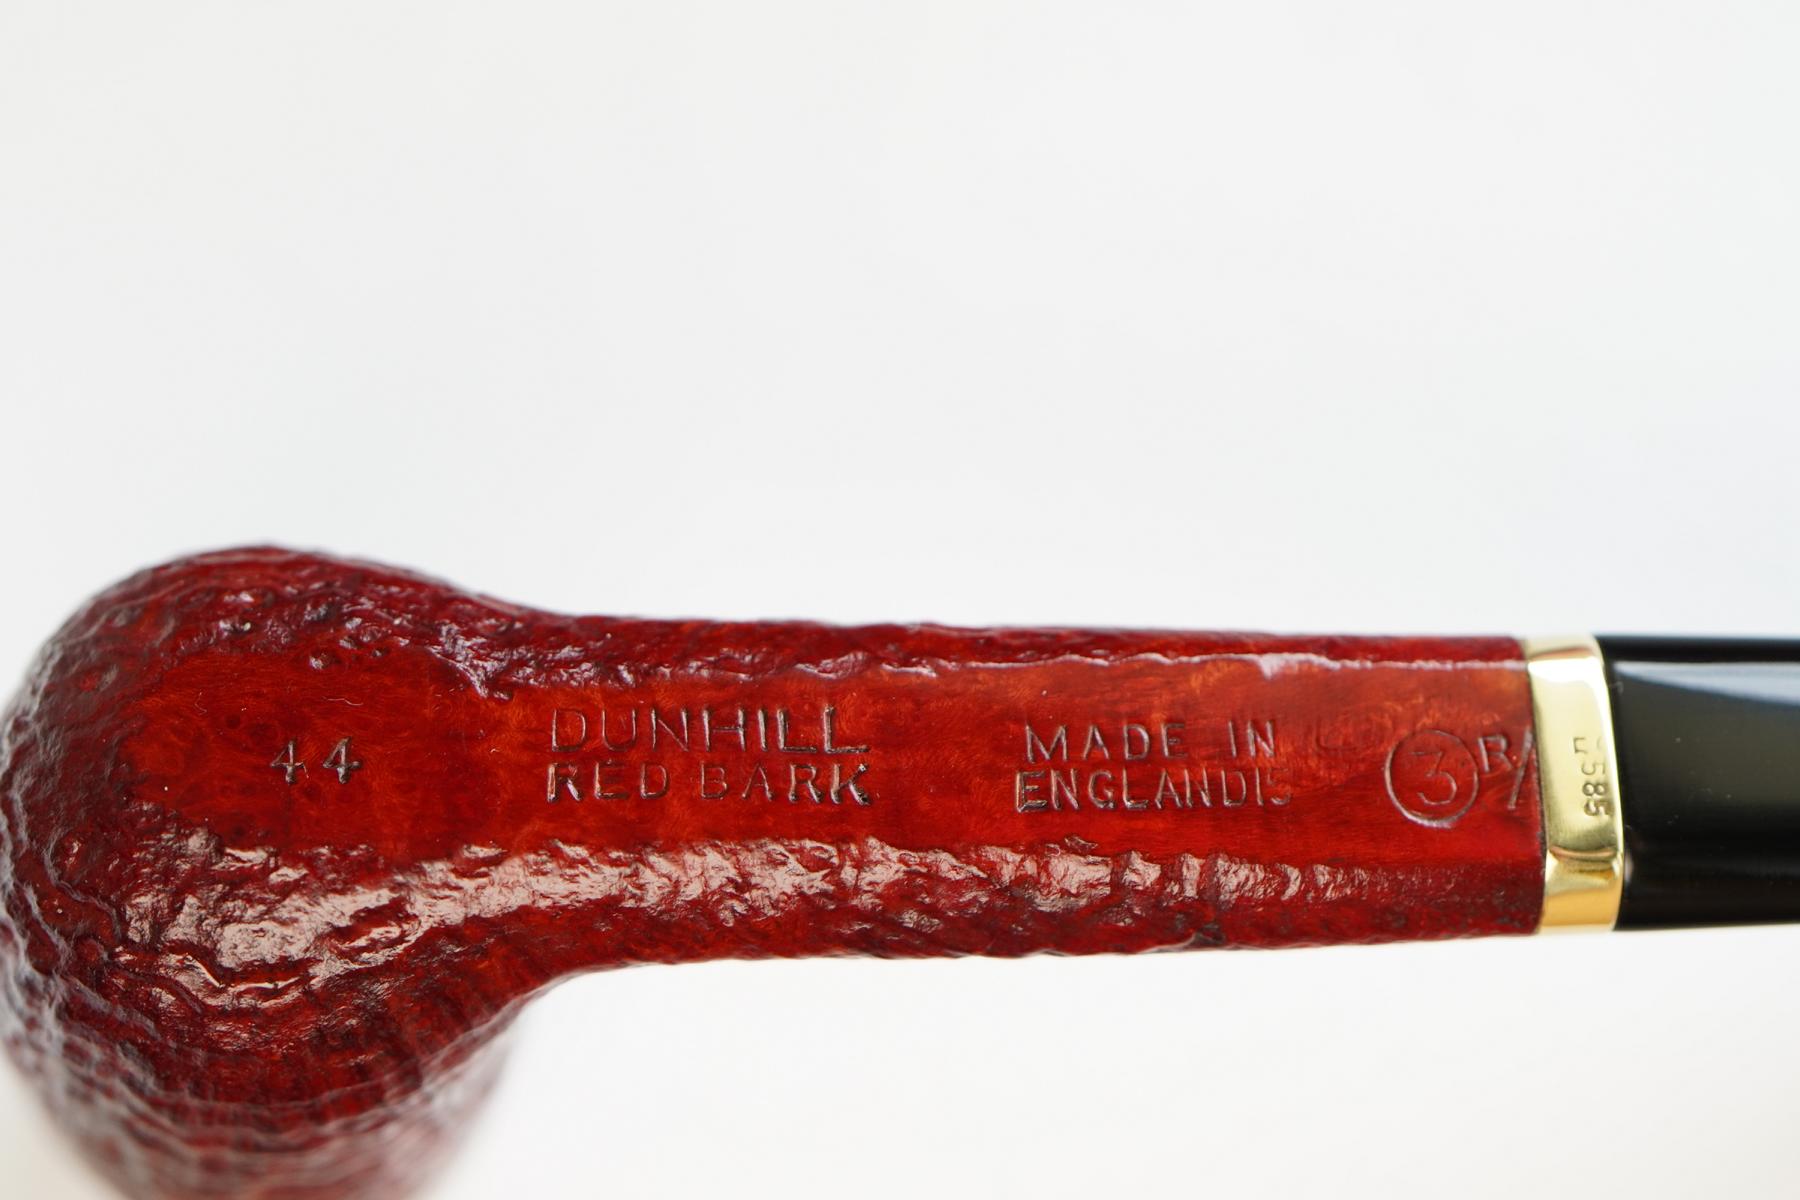 44
DUNHILL
RED BARK
MADE IN
ENGLAND15
3
R/
585